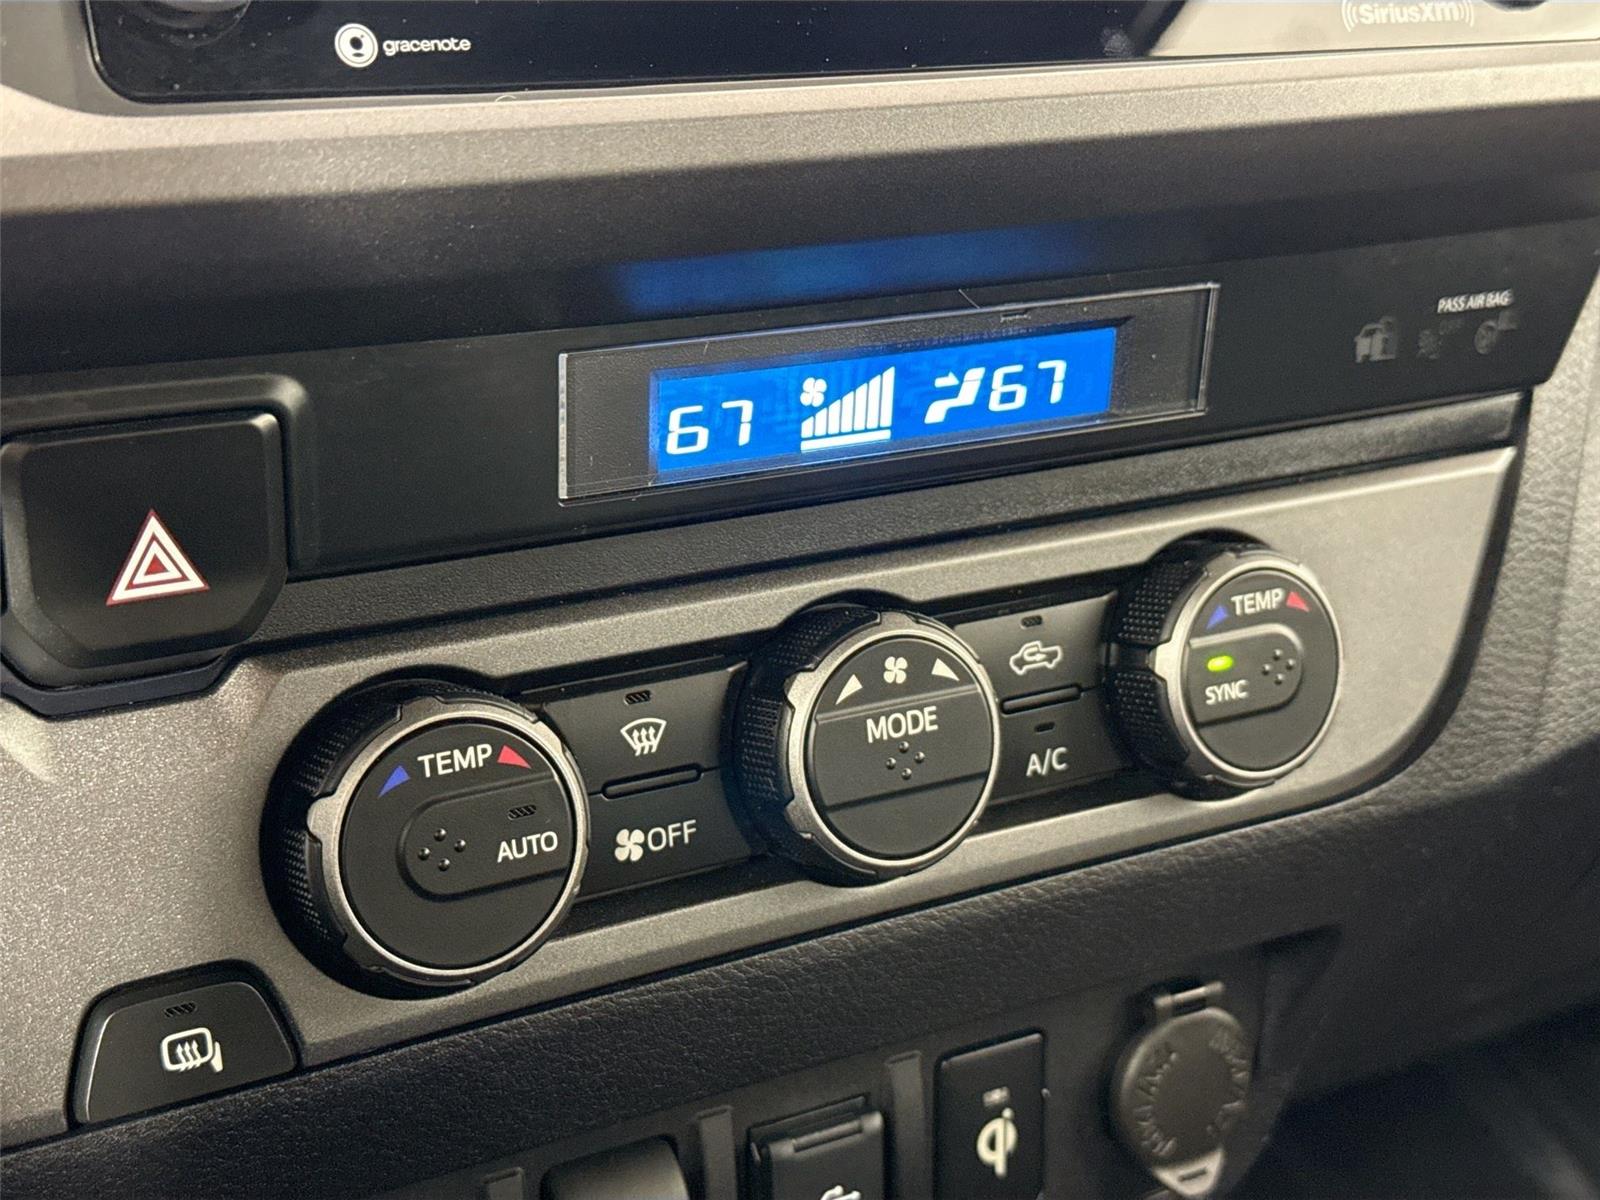 gracenote
SiriusXM
PASS AIR BAG
67 67
TEMP
AUTO
OFF
MODE
A/C
TEMP
SYNC